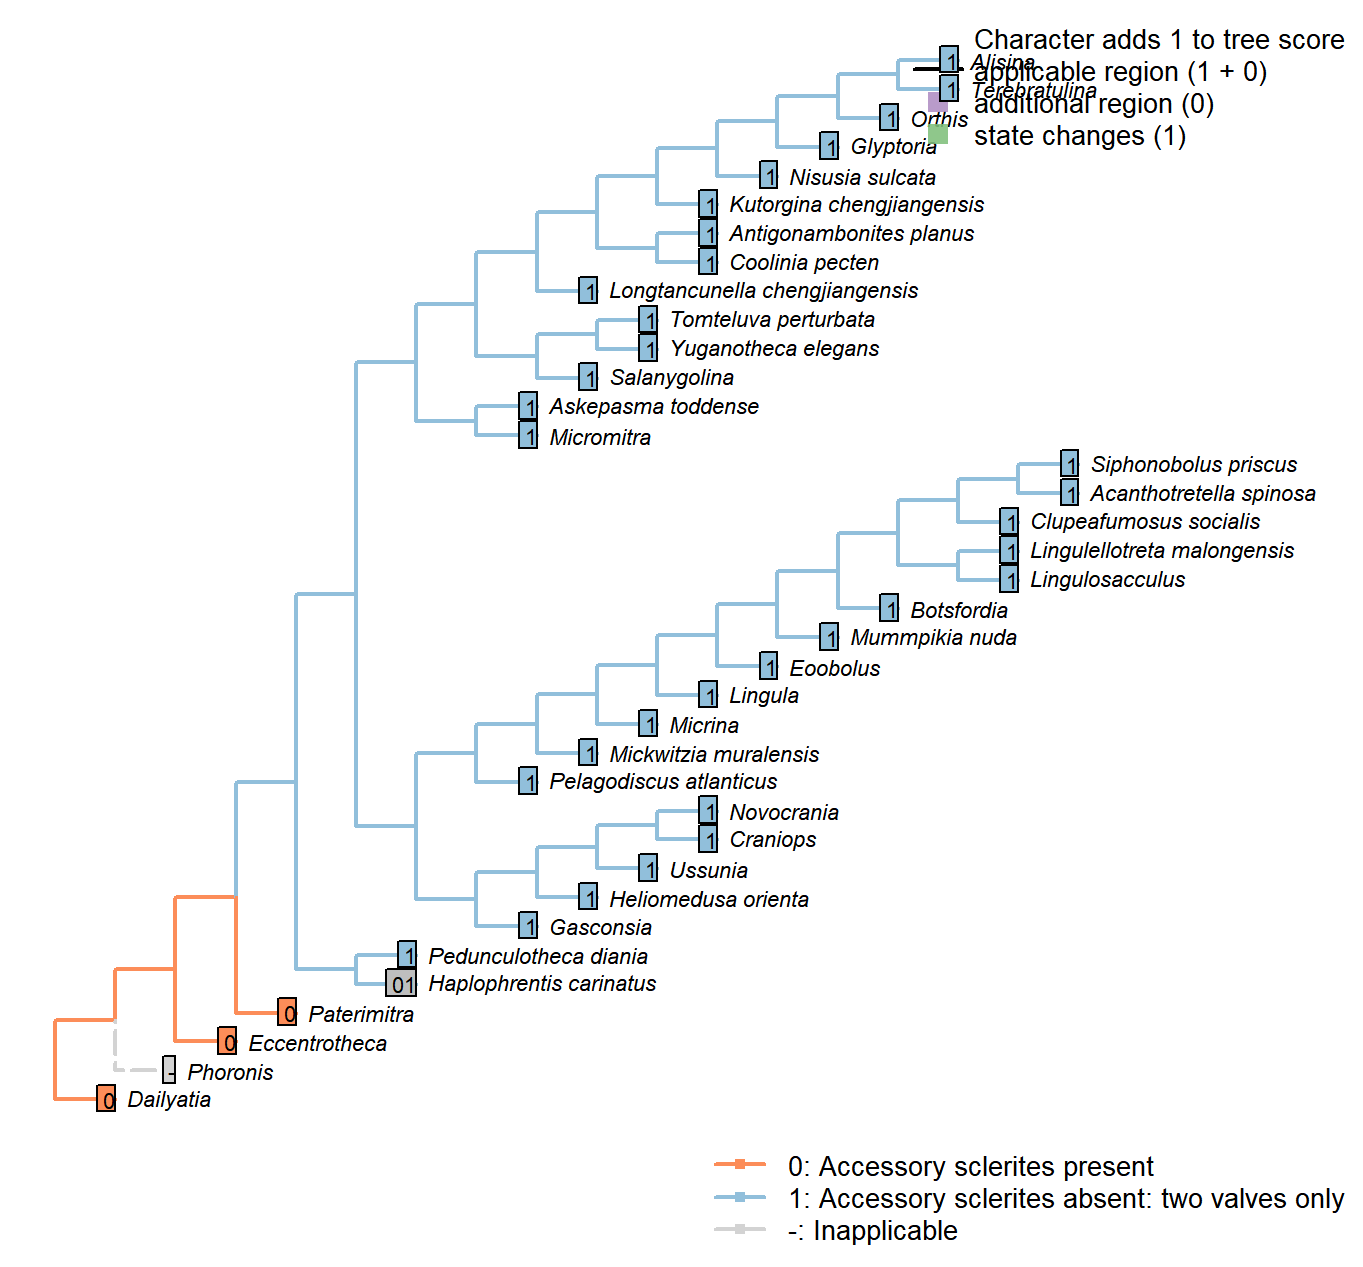 Character adds 1 to tree score
applicable region (1 + 0)
additional region (0)
state changes (1)
1 Alisina
1 Terebratulina
1 Orthis
1 Glyptoria
1 Nisusia sulcata
1 Kutorgina chengjiangensis
1 Antigonambonites planus
1 Coolinia pecten
1 Longtancunella chengjiangensis
1 Tomteluva perturbata
1 Yuganotheca elegans
1 Salanygolina
1 Askepasma toddense
1 Micromitra
1 Siphonobolus priscus
1 Acanthotretella spinosa
1 Clupeafumosus socialis
1 Lingulellotreta malongensis
1 Lingulosacculus
1 Botsfordia
1 Mummpikia nuda
1 Eoobolus
1 Lingula
1 Micrina
1 Mickwitzia muralensis
1 Pelagodiscus atlanticus
1 Novocrania
1 Craniops
1 Ussunia
1 Heliomedusa orienta
1 Gasconsia
1 Pedunculotheca diania
01 Haplophrentis carinatus
0 Paterimitra
0 Eccentrotheca
- Phoronis
0 Dailyatia
0: Accessory sclerites present
1: Accessory sclerites absent: two valves only
-: Inapplicable